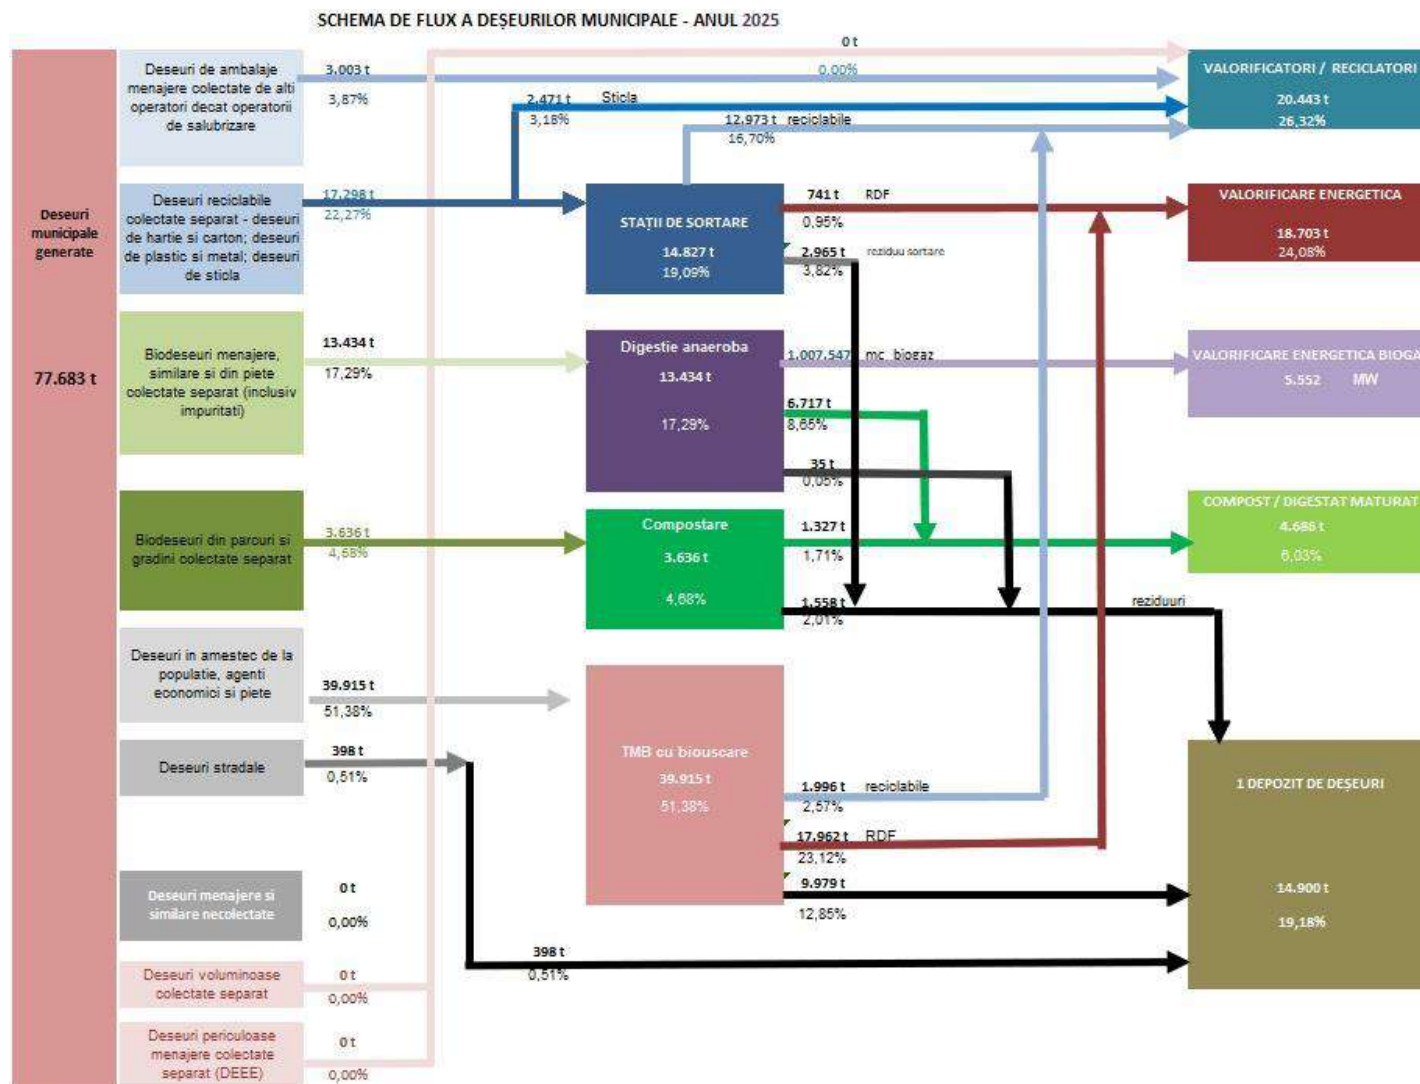 SCHEMA DE FLUX A DEȘEURILOR MUNICIPALE - ANUL 2025
Deseuri
municipale
generate
77.683 t
Deseuri de ambalaje
menajere colectate de alti
operatori decat operatorii
de salubrizare
3.003 t
3,87%
Deseuri reciclabile
colectate separat - deseuri
de hartie si carton; deseuri
de plastic si metal; deseuri
de sticla
17.298 t
22,27%
Biodeseuri menajere,
similare si din piete
colectate separat (inclusiv
impuritati)
13.434 t
17,29%
Biodeseuri din parcuri si
gradini colectate separat
3.636 t
4,68%
Deseuri in amestec de la
populatie, agenti
economici si piete
39.915 t
51,38%
Deseuri stradale
398 t
0,51%
Deseuri menajere si
similare necolectate
0 t
0,00%
Deseuri voluminoase
colectate separat
0 t
0,00%
Deseuri periculoase
menajere colectate
separat (DEEE)
0 t
0,00%
0 t
0,00%
2.471 t Sticla
3,18%
12.973 t reciclabile
16,70%
STAȚII DE SORTARE
14.827 t
19,09%
741 t RDF
0,95%
2.965 t reziduu sortare
3,82%
Digestie anaeroba
13.434 t
17,29%
1.007.547 mc biogaz
6.717 t
8,65%
35 t
0,05%
Compostare
3.636 t
4,68%
1.327 t
1,71%
1.558 t
2,01%
reziduuri
TMB cu biouscare
39.915 t
51,38%
1.996 t reciclabile
2,57%
17.962 t RDF
23,12%
9.979 t
12,85%
398 t
0,51%
VALORIFICATORI / RECICLATORI
20.443 t
26,32%
VALORIFICARE ENERGETICA
18.703 t
24,08%
VALORIFICARE ENERGETICA BIOGA
5.552 MW
COMPOST / DIGESTAT MATURAT
4.686 t
6,03%
1 DEPOZIT DE DEȘEURI
14.900 t
19,18%